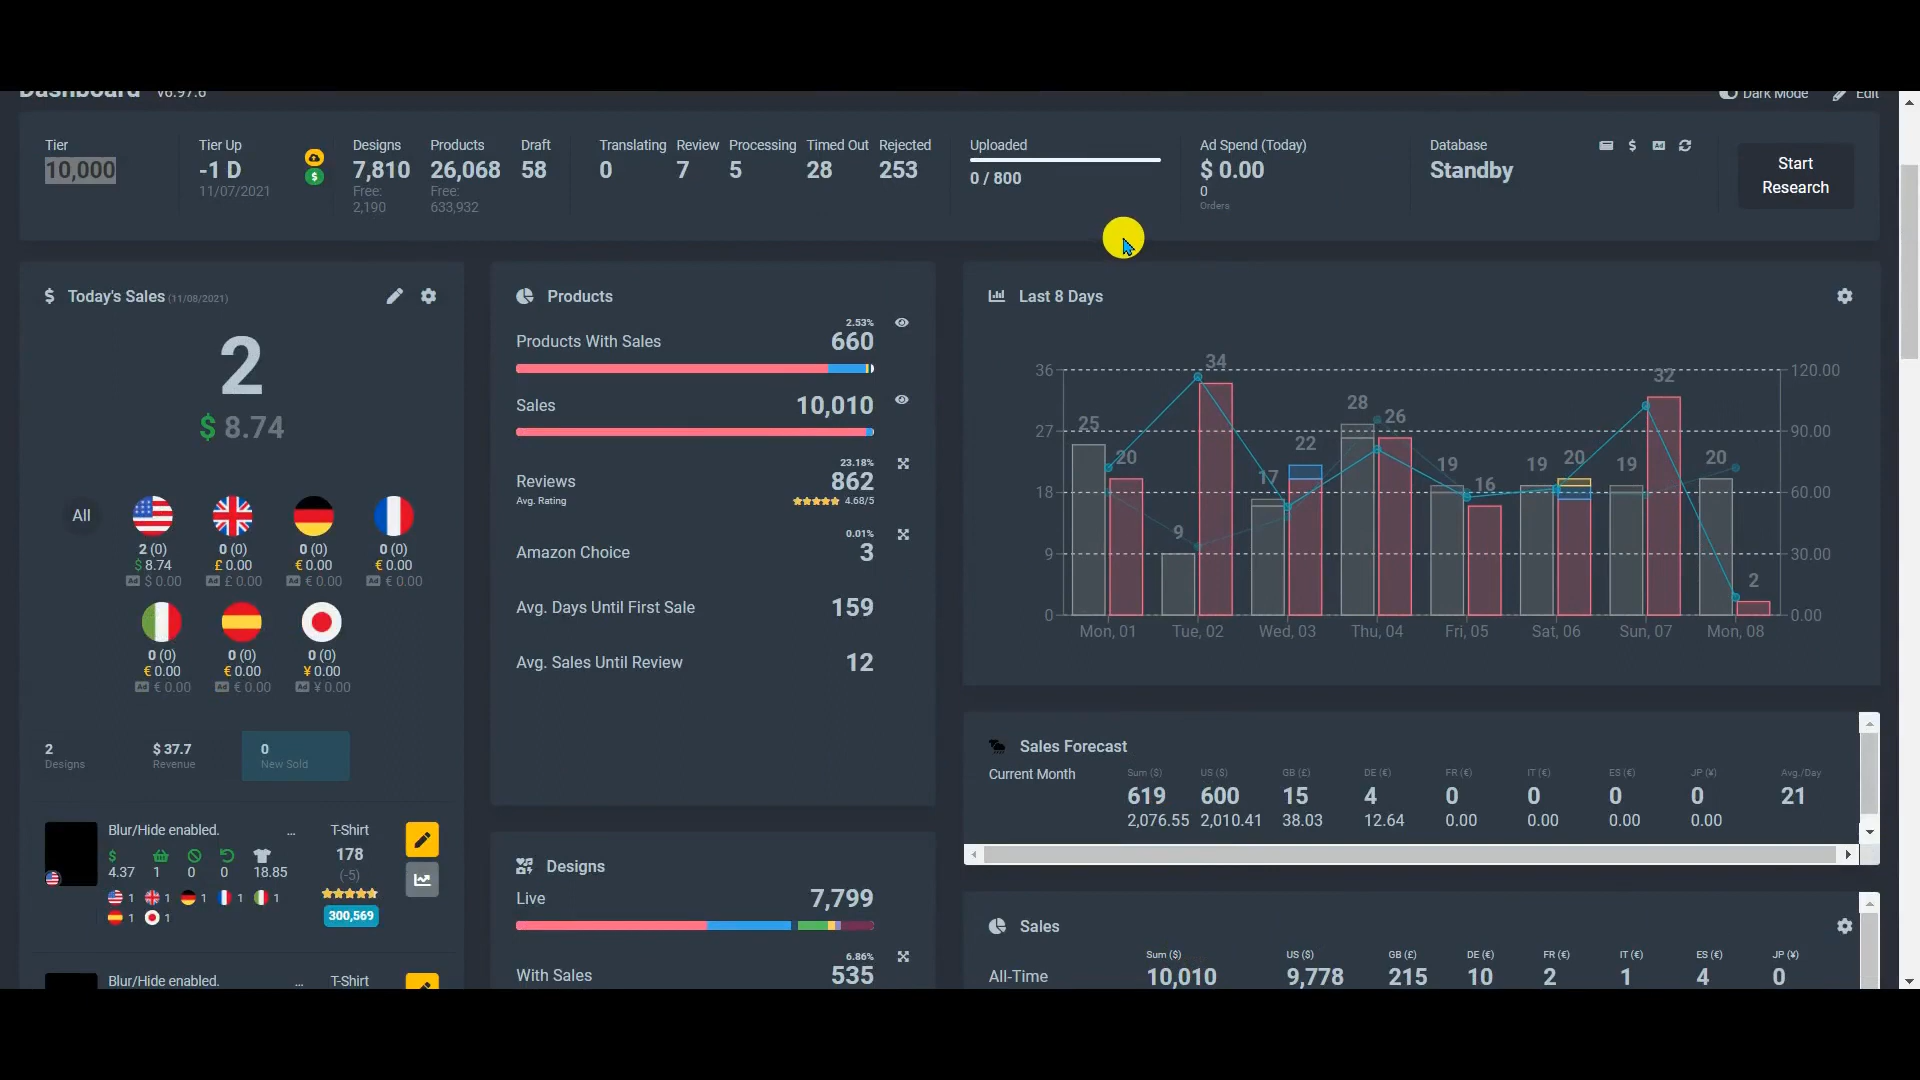 Dashboard v6.97.6
Dark Mode Edit
Tier
10,000
Tier Up
-1 D
11/07/2021
Designs
7,810
Free:
2,190
Products
26,068
Free:
633,932
Draft
58
Translating
0
Review
7
Processing
5
Timed Out
28
Rejected
253
Uploaded
0 / 800
Ad Spend (Today)
$ 0.00
0
Orders
Database
Standby
Start
Research
$ Today's Sales (11/08/2021)
2
$ 8.74
All
2 (0) 0 (0) 0 (0) 0 (0)
$ 8.74 £ 0.00 € 0.00 € 0.00
Ad $ 0.00 Ad £ 0.00 Ad € 0.00 Ad € 0.00
0 (0) 0 (0) 0 (0)
€ 0.00 € 0.00 ¥ 0.00
Ad € 0.00 Ad € 0.00 Ad ¥ 0.00
2 $ 37.7 0
Designs Revenue New Sold
Blur/Hide enabled. ... T-Shirt
178
$
4.37 1 0 0 18.85
(-5)
1 1 1 1 1
1 1
300,569
Blur/Hide enabled. ... T-Shirt
Products
2.53%
Products With Sales 660
Sales 10,010
23.18%
Reviews 862
Avg. Rating 4.68/5
0.01%
Amazon Choice 3
Avg. Days Until First Sale 159
Avg. Sales Until Review 12
Designs
Live 7,799
6.86%
With Sales 535
Last 8 Days
36 27 18 9 0
120.00 90.00 60.00 30.00 0.00
25 20 9 34 17 22 28 26 19 16 19 20 19 32 20 2
Mon, 01 Tue, 02 Wed, 03 Thu, 04 Fri, 05 Sat, 06 Sun, 07 Mon, 08
Sales Forecast
Current Month Sum ($) US ($) GB (£) DE (€) FR (€) IT (€) ES (€) JP (¥) Avg./Day
619 600 15 4 0 0 0 0 21
2,076.55 2,010.41 38.03 12.64 0.00 0.00 0.00 0.00
Sales
Sum ($) US ($) GB (£) DE (€) FR (€) IT (€) ES (€) JP (¥)
All-Time 10,010 9,778 215 10 2 1 4 0